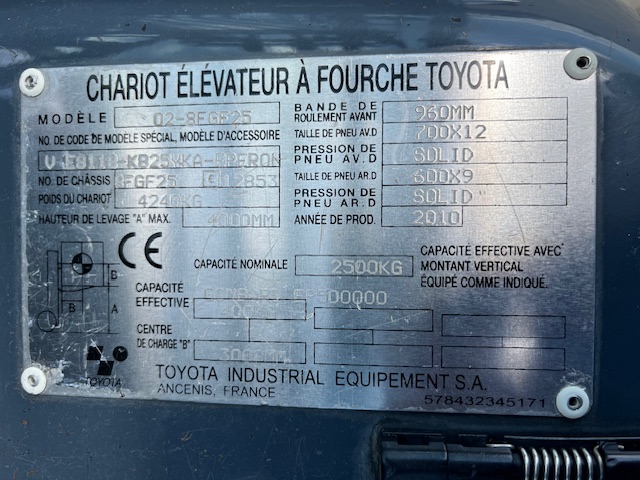 CHARIOT ÉLÉVATEUR À FOURCHE TOYOTA
MODÈLE 02-8FGF25
NO. DE CODE DE MODÈLE SPÉCIAL, MODÈLE D'ACCESSOIRE
NO. DE CHÂSSIS 8FGF25
POIDS DU CHARIOT 4240KG
HAUTEUR DE LEVAGE "A" MAX. 4000MM
BANDE DE ROULEMENT AVANT 960MM
TAILLE DE PNEU AV.D 700X12
PRESSION DE PNEU AV.D SOLID
TAILLE DE PNEU AR.D 600X9
PRESSION DE PNEU AR.D SOLID
ANNÉE DE PROD. 2010
B
B A
CE
CAPACITÉ NOMINALE 2500KG
CAPACITÉ EFFECTIVE AVEC
MONTANT VERTICAL
ÉQUIPÉ COMME INDIQUÉ.
CAPACITÉ
EFFECTIVE
CENTRE
DE CHARGE "B"
TOYOTA
TOYOTA INDUSTRIAL EQUIPEMENT S.A.
ANCENIS, FRANCE
578432345171